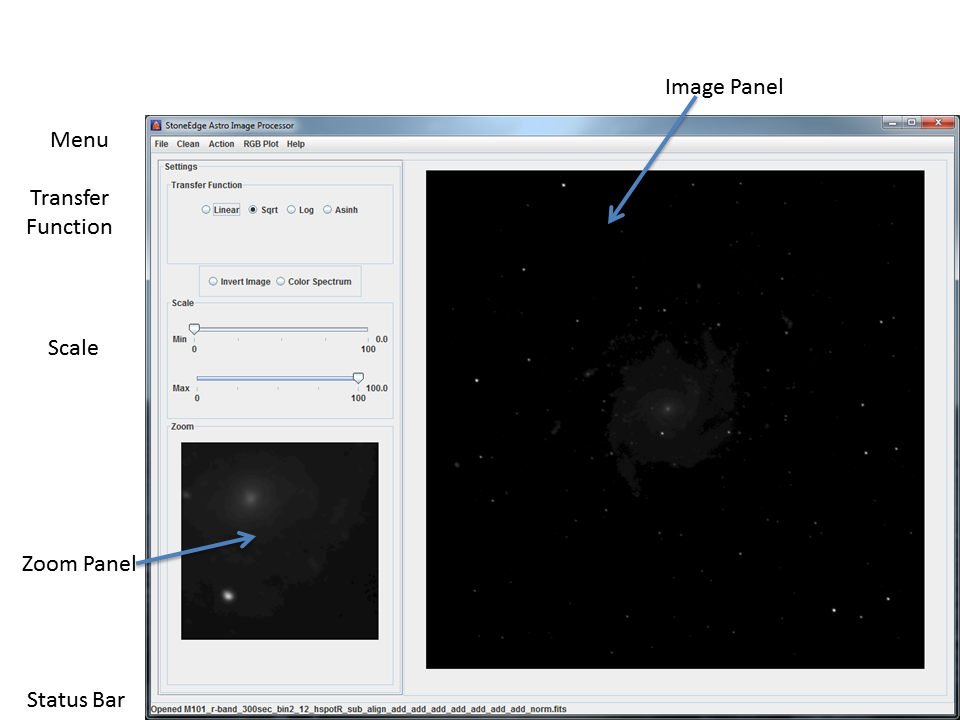 Image Panel
Menu
Transfer
Function
Scale
Zoom Panel
Status Bar
StoneEdge Astro Image Processor
File Clean Action RGB Plot Help
Settings
Transfer Function
Linear Sqrt Log Asinh
Invert Image Color Spectrum
Scale
Min 0.0
0 100
Max 100.0
0 100
Zoom
Opened M101_r-band_300sec_bin2_12_hspotR_sub_align_add_add_add_add_add_add_add_norm.fits